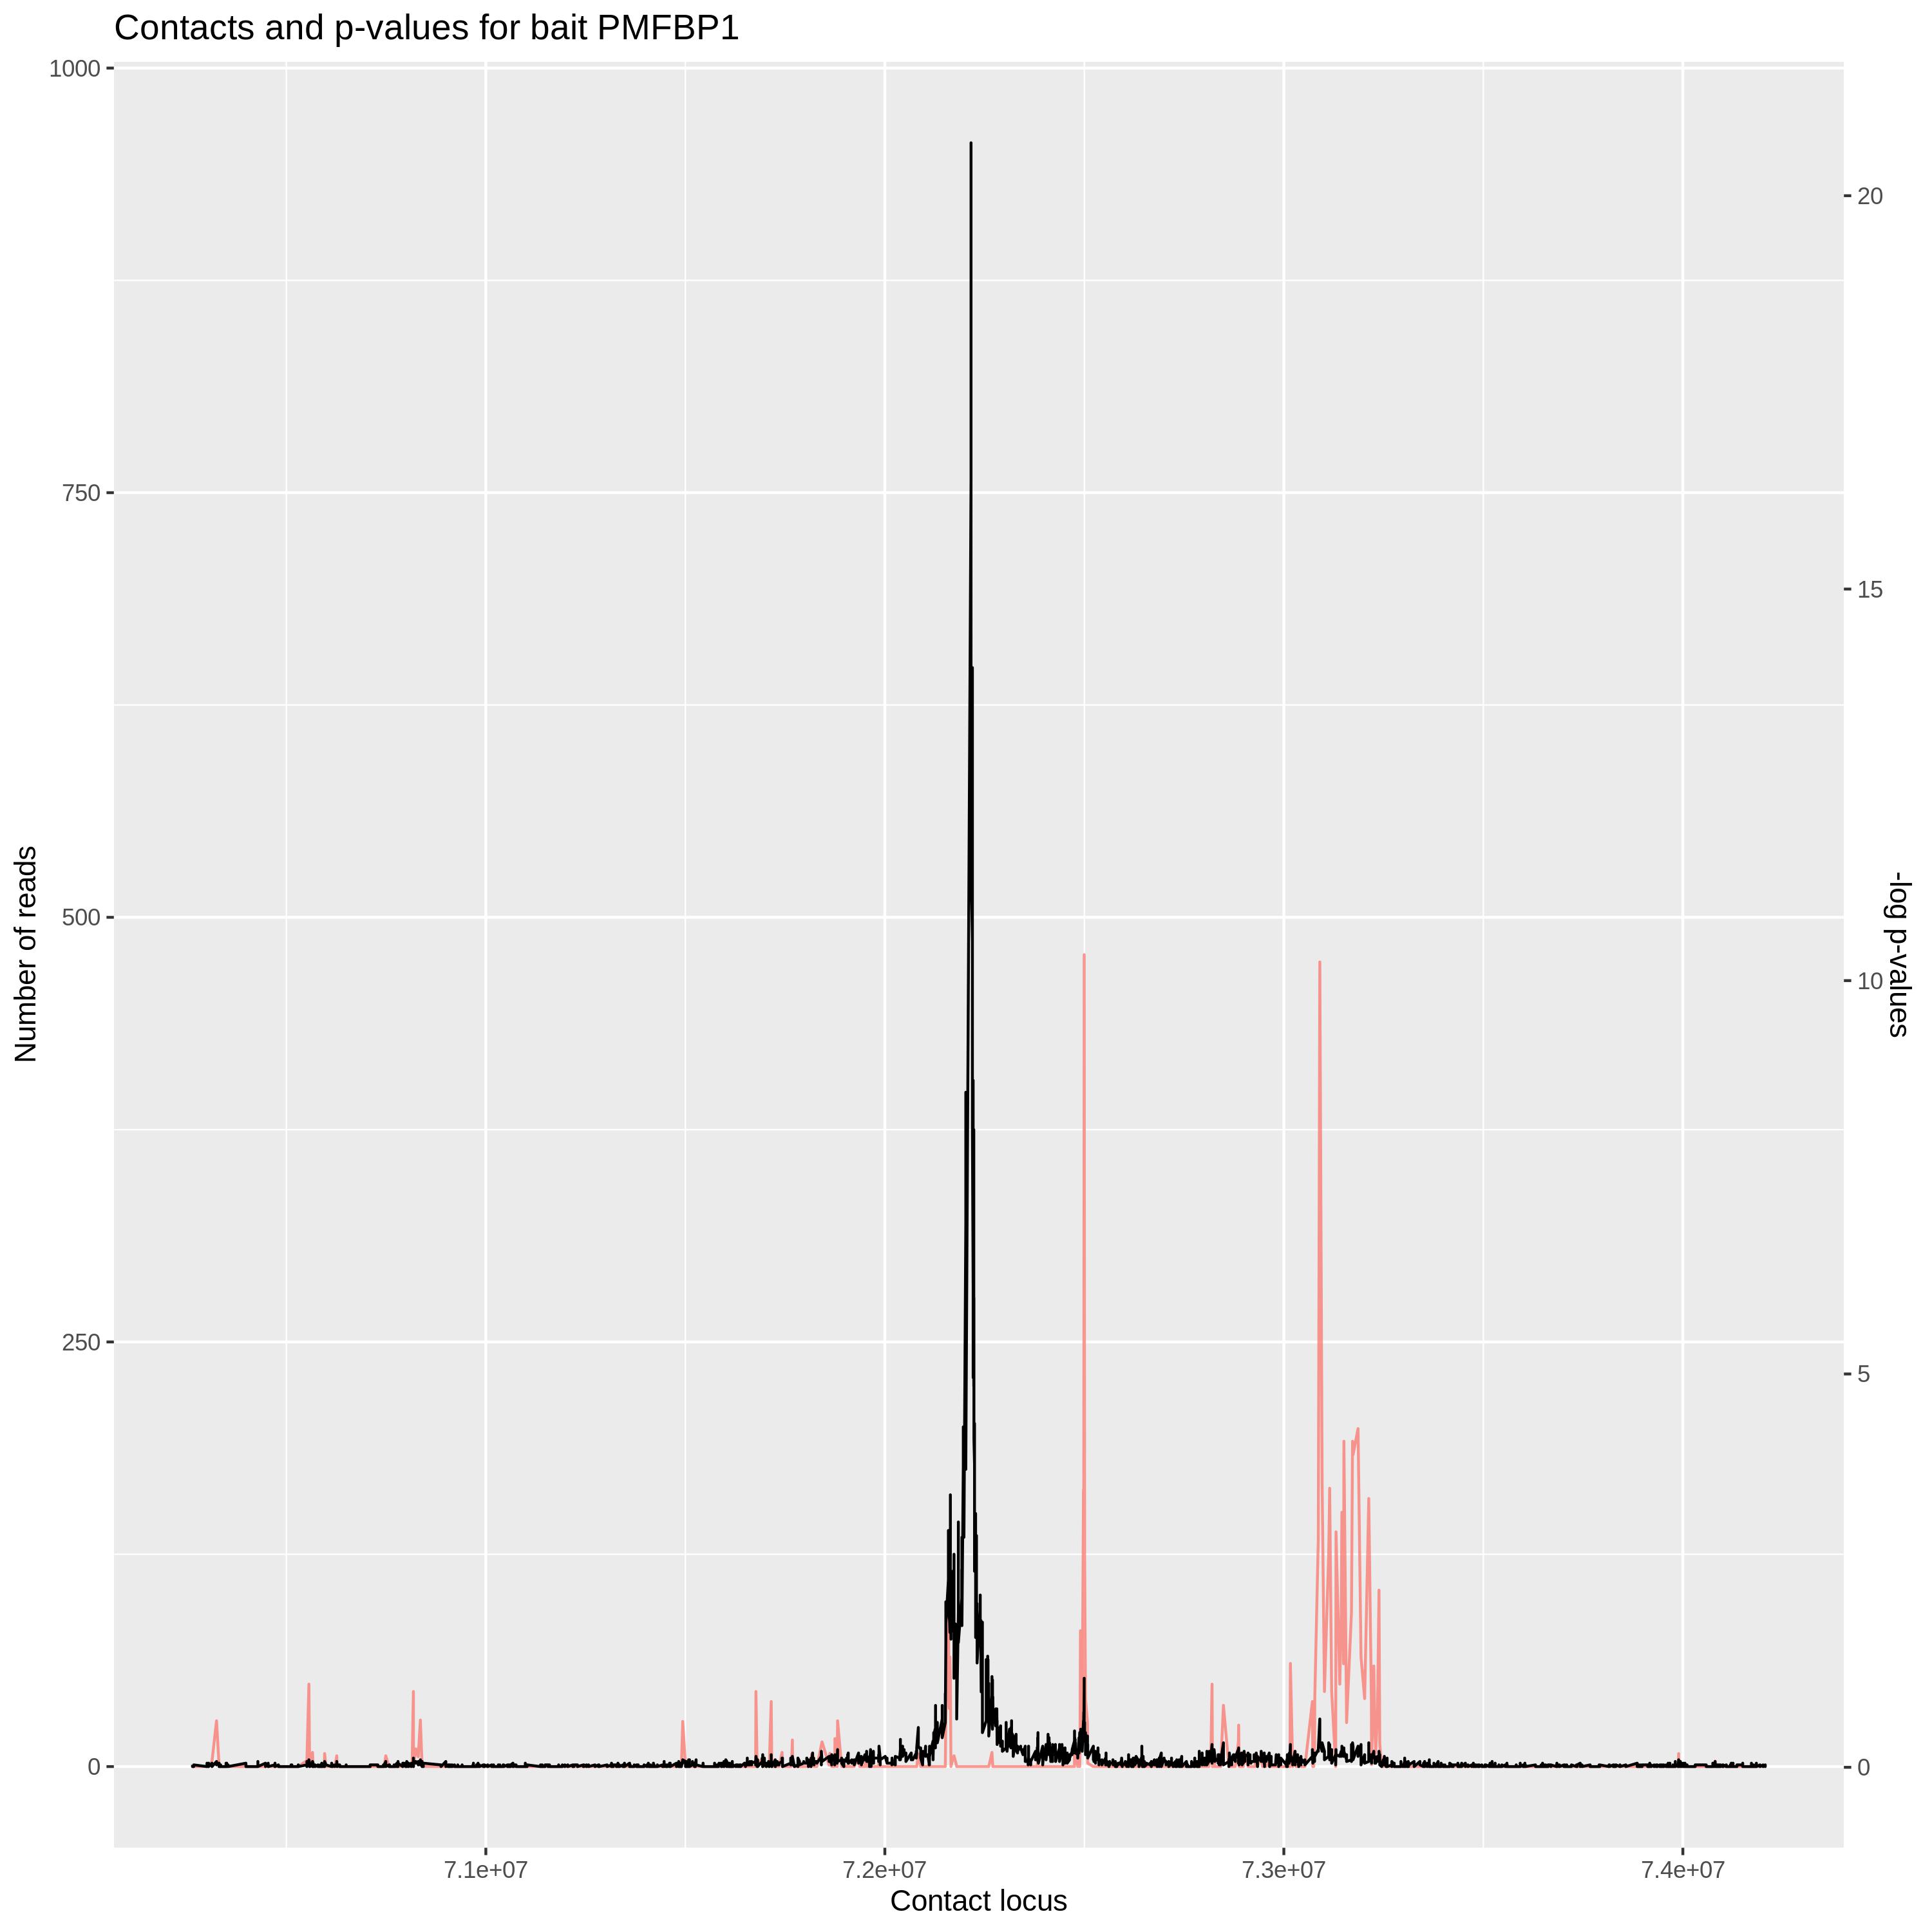 Contacts and p-values for bait PMFBP1
1000
750
500
250
0
Number of reads
20
15
10
5
0
-log p-values
7.1e+07
7.2e+07
7.3e+07
7.4e+07
Contact locus